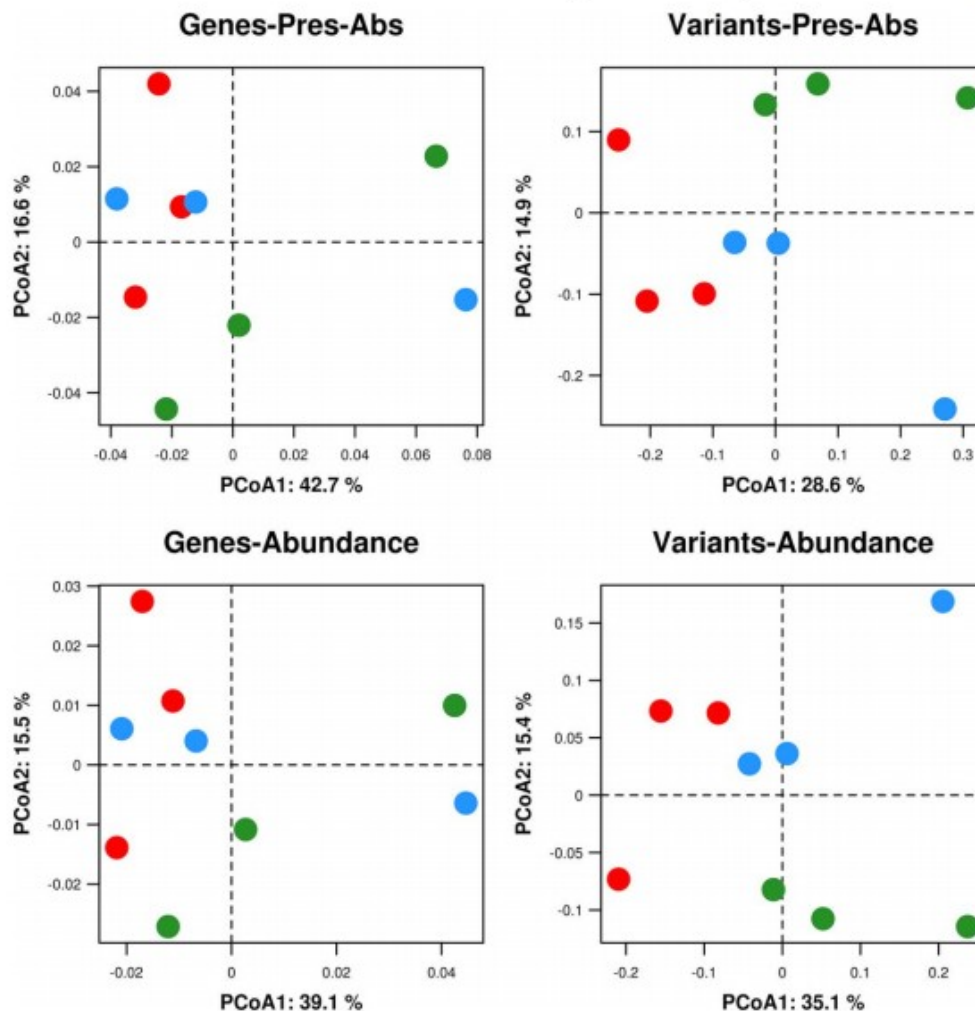 Genes-Pres-Abs
0.04
0.02
0
-0.02
-0.04
PCoA2: 16.6 %
-0.04 -0.02 0 0.02 0.04 0.06 0.08
PCoA1: 42.7 %
Variants-Pres-Abs
0.1
0
-0.1
-0.2
PCoA2: 14.9 %
-0.2 -0.1 0 0.1 0.2 0.3
PCoA1: 28.6 %
Genes-Abundance
0.03
0.02
0.01
0
-0.01
-0.02
PCoA2: 15.5 %
-0.02 0 0.02 0.04
PCoA1: 39.1 %
Variants-Abundance
0.15
0.1
0.05
0
-0.05
-0.1
PCoA2: 15.4 %
-0.2 -0.1 0 0.1 0.2
PCoA1: 35.1 %